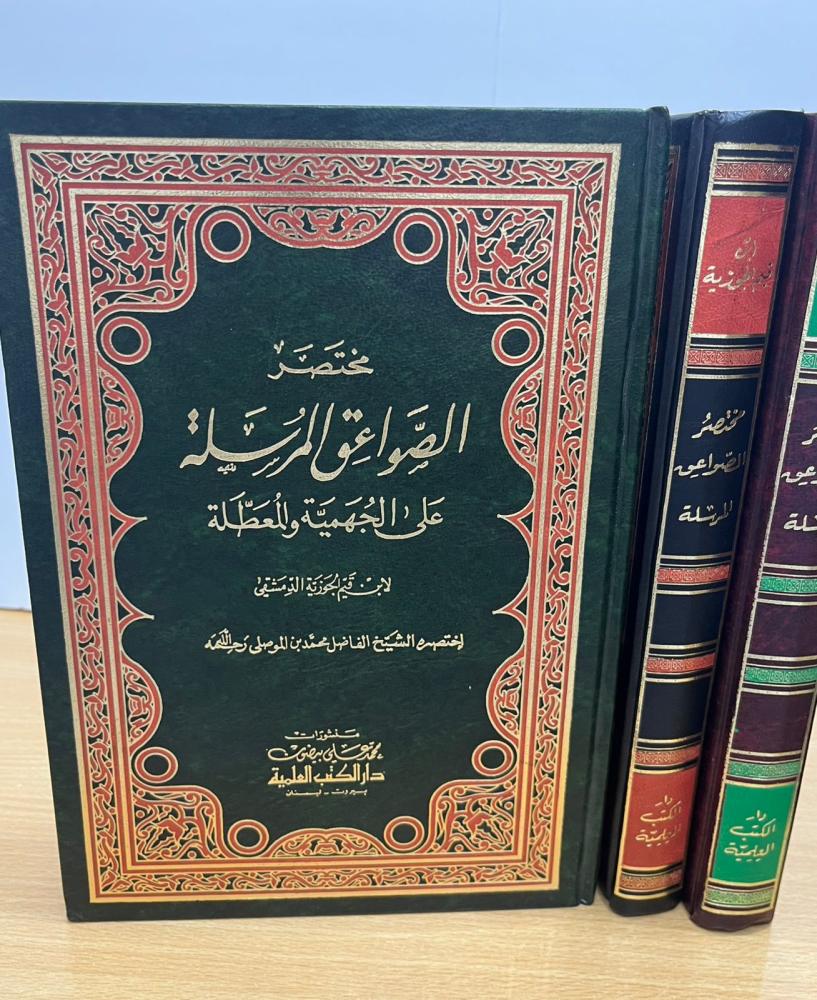 مختصر
الصواعق المرسلة
على الجهمية والمعطلة
لابن قيم الجوزية الدمشقي
اختصره الشيخ الفاضل محمد بن الموصلي رحمه الله
منشورات
محمد علي بيضون
دار الكتب العلمية
بيروت - لبنان
ابن
قيم الجوزية
مختصر
الصواعق
المرسلة
دار
الكتب
العلمية
دار
الكتب
العلمية